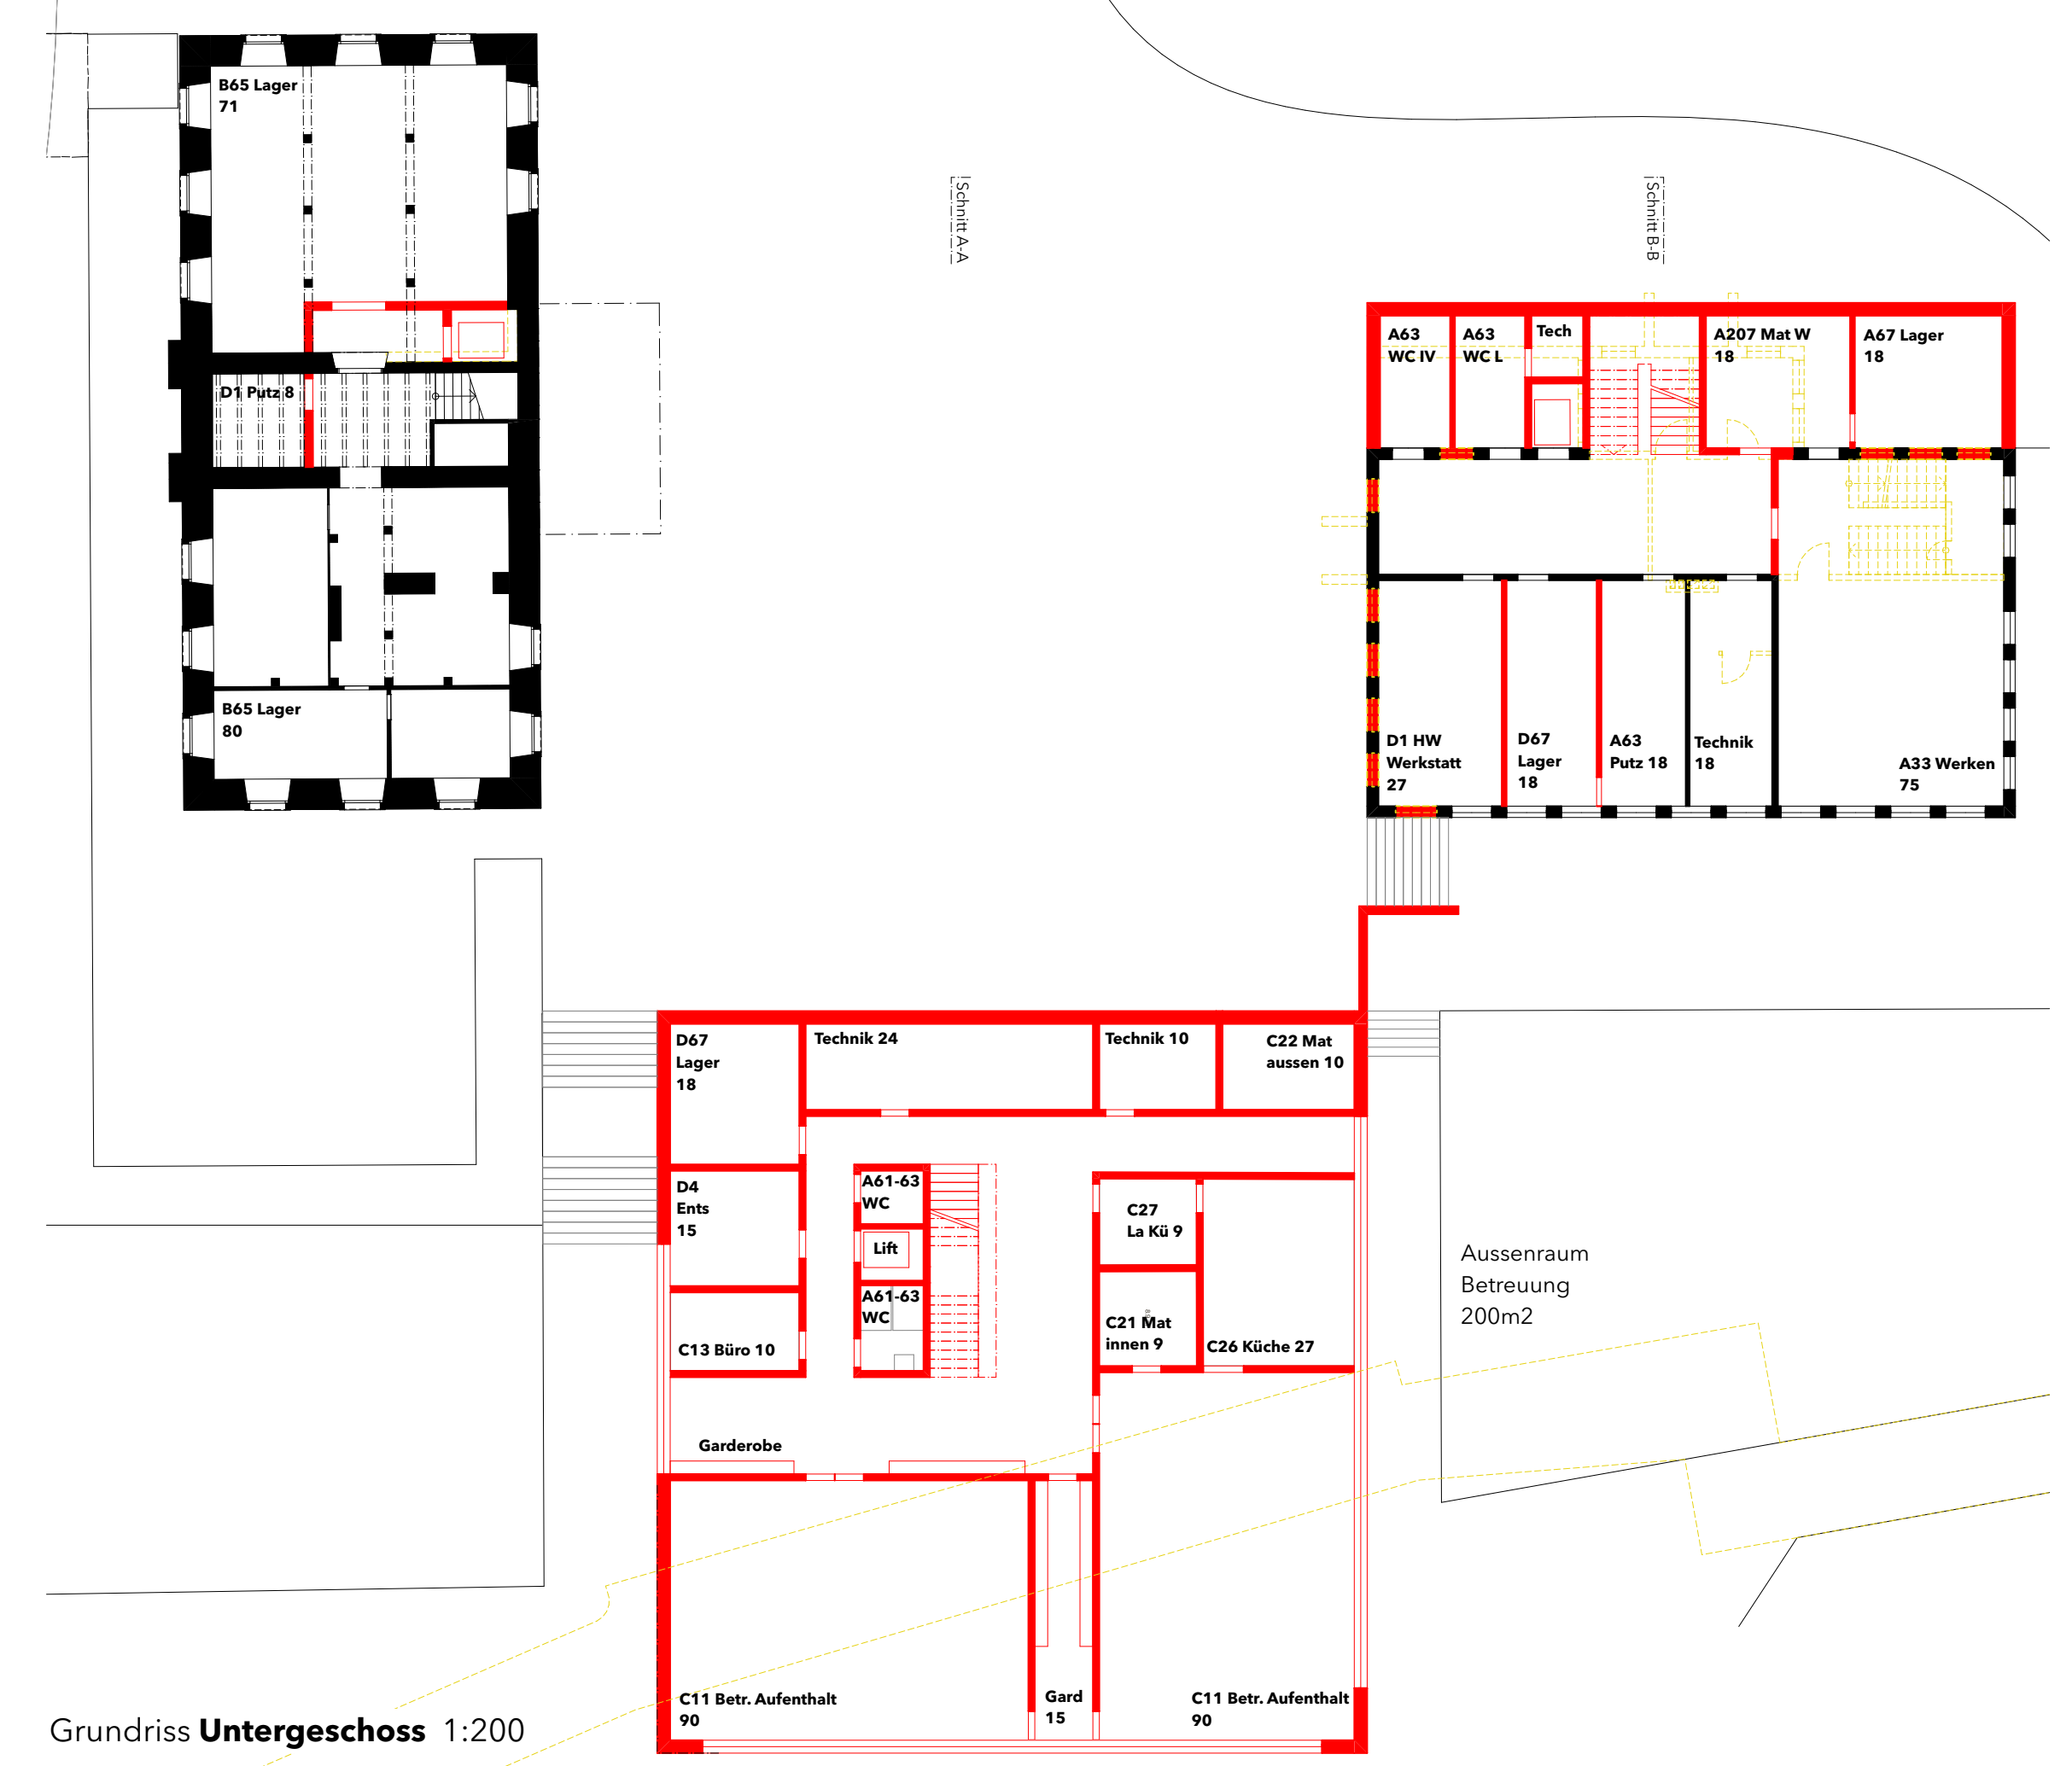 B65 Lager
71
D1 Putz 8
B65 Lager
80
Schnitt A-A
Schnitt B-B
A63
WC IV
A63
WC L
Tech
A207 Mat W
18
A67 Lager
18
D1 HW
Werkstatt
27
D67
Lager
18
A63
Putz 18
Technik
18
A33 Werken
75
D67
Lager
18
Technik 24
Technik 10
C22 Mat
aussen 10
D4
Ents
15
A61-63
WC
Lift
A61-63
WC
C13 Büro 10
C27
La Kü 9
C21 Mat
innen 9
C26 Küche 27
Aussenraum
Betreuung
200m2
Garderobe
C11 Betr. Aufenthalt
90
Gard
15
C11 Betr. Aufenthalt
90
Grundriss Untergeschoss 1:200